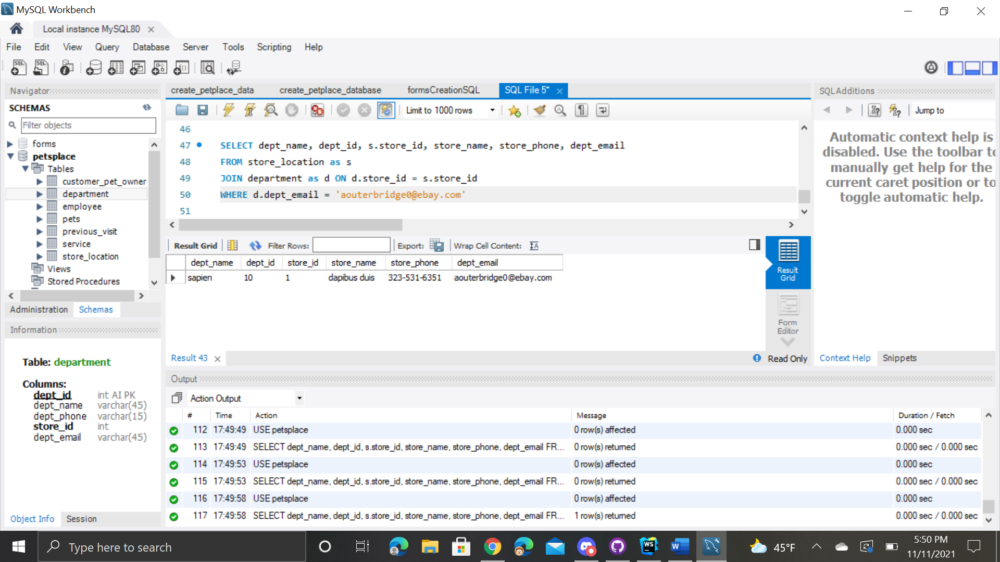 MySQL Workbench
Local instance MySQL80
File Edit View Query Database Server Tools Scripting Help
Navigator
SCHEMAS
Filter objects
forms
petsplace
Tables
customer_pet_owner
department
employee
pets
previous_visit
service
store_location
Views
Stored Procedures
Administration Schemas
Information
Table: department
Columns:
dept_id int AI PK
dept_name varchar(45)
dept_phone varchar(15)
store_id int
dept_email varchar(45)
Object Info Session
create_petplace_data create_petplace_database formsCreationSQL SQL File 5*
Limit to 1000 rows
46
47 SELECT dept_name, dept_id, s.store_id, store_name, store_phone, dept_email
48 FROM store_location as s
49 JOIN department as d ON d.store_id = s.store_id
50 WHERE d.dept_email = 'aouterbridge0@ebay.com'
51
Result Grid Filter Rows: Export: Wrap Cell Content:
dept_name dept_id store_id store_name store_phone dept_email
sapien 10 1 dapibus duis 323-531-6351 aouterbridge0@ebay.com
Result Grid
Form Editor
Result 43
Read Only
SQLAdditions
Jump to
Automatic context help is
disabled. Use the toolbar to
manually get help for the
current caret position or to
toggle automatic help.
Context Help Snippets
Output
Action Output
# Time Action Message Duration / Fetch
112 17:49:49 USE petsplace 0 row(s) affected 0.000 sec
113 17:49:49 SELECT dept_name, dept_id, s.store_id, store_name, store_phone, dept_email FR... 0 row(s) returned 0.000 sec / 0.000 sec
114 17:49:53 USE petsplace 0 row(s) affected 0.000 sec
115 17:49:53 SELECT dept_name, dept_id, s.store_id, store_name, store_phone, dept_email FR... 0 row(s) returned 0.000 sec / 0.000 sec
116 17:49:58 USE petsplace 0 row(s) affected 0.000 sec
117 17:49:58 SELECT dept_name, dept_id, s.store_id, store_name, store_phone, dept_email FR... 1 row(s) returned 0.000 sec / 0.000 sec
Type here to search
WS
W
45°F
5:50 PM
11/11/2021